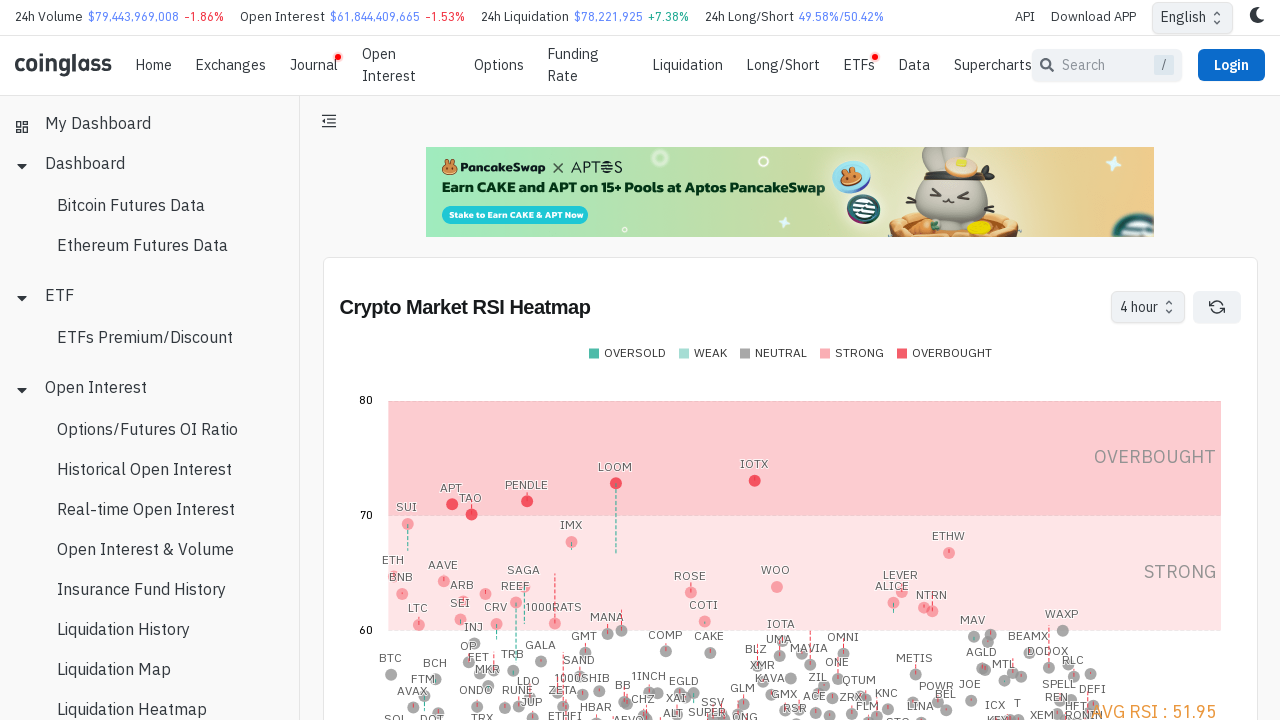 24h Volume $79,443,969,008 -1.86% Open Interest $61,844,409,665 -1.53% 24h Liquidation $78,221,925 +7.38% 24h Long/Short 49.58%/50.42% API Download APP English
coinglass Home Exchanges Journal Open Interest Options Funding Rate Liquidation Long/Short ETFs Data Supercharts Search / Login
My Dashboard
Dashboard
Bitcoin Futures Data
Ethereum Futures Data
ETF
ETFs Premium/Discount
Open Interest
Options/Futures OI Ratio
Historical Open Interest
Real-time Open Interest
Open Interest & Volume
Insurance Fund History
Liquidation History
Liquidation Map
Liquidation Heatmap
PancakeSwap X APTOS
Earn CAKE and APT on 15+ Pools at Aptos PancakeSwap
Stake to Earn CAKE & APT Now
Crypto Market RSI Heatmap
4 hour
OVERSOLD WEAK NEUTRAL STRONG OVERBOUGHT
80
OVERBOUGHT
LOOM IOTX
APT PENDLE
TAO
SUI
70
IMX
ETHW
ETH AAVE SAGA WOO STRONG
BNB ARB REEF ROSE ALICE LEVER
LTC SEI CRV 1000RATS COTI NTRN
MANA WAXP
60
INJ GMT COMP CAKE IOTA MAV BEAMX
OP GALA UMA OMNI
BTC BCH FET TRB SAND BLZ MAVIA METIS AGLD DODOX
MKR XMR ONE MTL RLC
FTM LDO 1000SHIB 1INCH EGLD KAVA ZIL QTUM
AVAX ONDO RUNE ZETA BB GLM POWR JOE SPELL DEFI
JUP CHZ XAI SSV GMX ACE ZRX KNC BEL REN
HBAR RSR FLM LINA ICX T HFT
SOL DOT TRX ETHFI ALT SUPER XEM RONIN
AVG RSI : 51.95